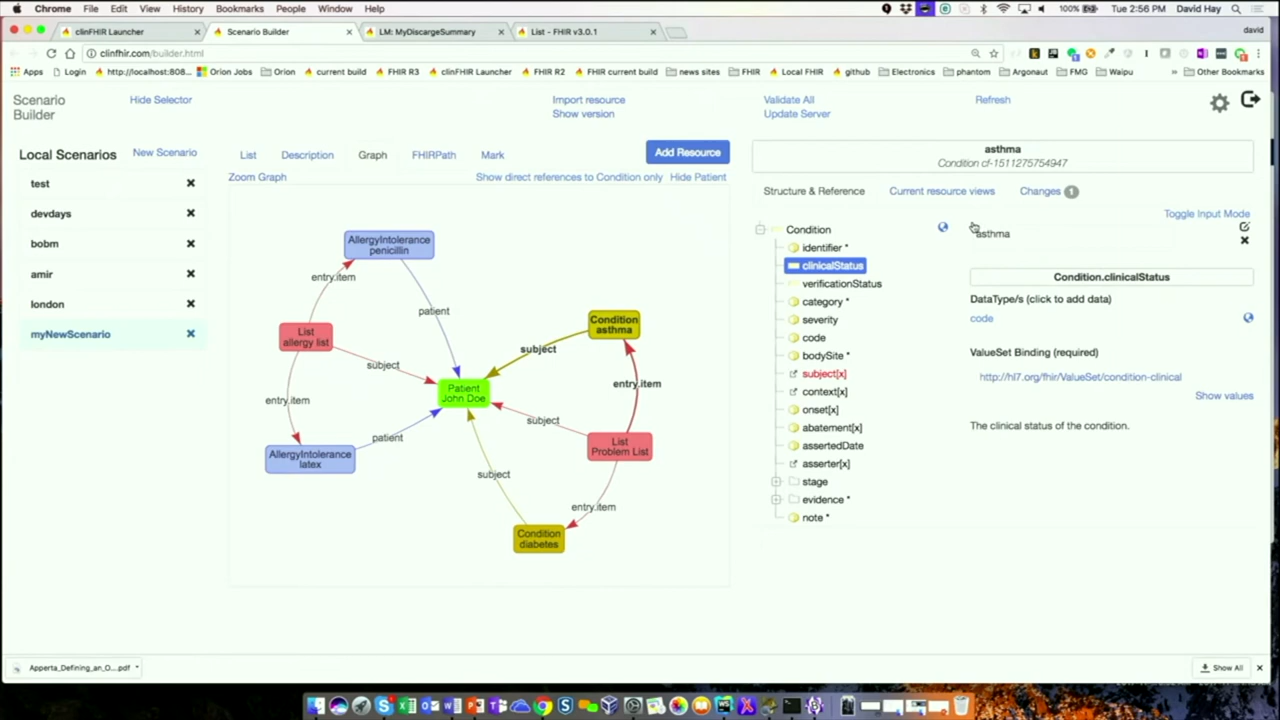 Chrome File Edit View History Bookmarks People Window Help 100% Tue 2:56 PM David Hay
clinFHIR Launcher Scenario Builder LM: MyDiscargeSummary List - FHIR v3.0.1 david
clinfhir.com/builder.html
Apps Login http://localhost:808... Orion Jobs Orion current build FHIR R3 clinFHIR Launcher FHIR R2 FHIR current build news sites FHIR Local FHIR github Electronics phantom Argonaut FMG Waipu » Other Bookmarks
Scenario Builder
Hide Selector
Import resource
Show version
Validate All
Update Server
Refresh
Local Scenarios
New Scenario
test
devdays
bobm
amir
london
myNewScenario
List Description Graph FHIRPath Mark
Add Resource
Zoom Graph
Show direct references to Condition only Hide Patient
AllergyIntolerance
penicillin
entry.item
patient
List
allergy list
subject
Condition
asthma
subject
entry.item
Patient
John Doe
entry.item
patient
subject
List
Problem List
AllergyIntolerance
latex
subject
entry.item
Condition
diabetes
asthma
Condition cf-1511275754947
Structure & Reference Current resource views Changes 1
Toggle Input Mode
Condition
identifier *
clinicalStatus
verificationStatus
category *
severity
code
bodySite *
subject[x]
context[x]
onset[x]
abatement[x]
assertedDate
asserter[x]
stage
evidence *
note *
asthma
Condition.clinicalStatus
DataType/s (click to add data)
code
ValueSet Binding (required)
http://hl7.org/fhir/ValueSet/condition-clinical
Show values
The clinical status of the condition.
Apperta_Defining_an_O....pdf
Show All